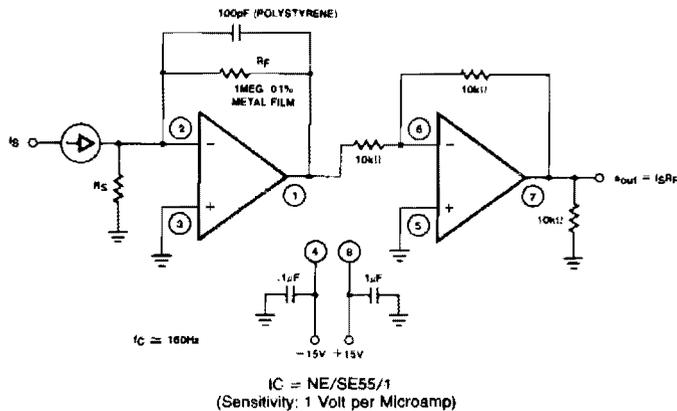 100pF (POLYSTYRENE)
RF
1MEG 0.1%
METAL FILM
IS
RS
2
3
1
10kΩ
10kΩ
6
5
7
eout = ISRF
10kΩ
4
8
.1μF
.1μF
fC ≃ 160Hz
−15V +15V
IC = NE/SE55/1
(Sensitivity: 1 Volt per Microamp)